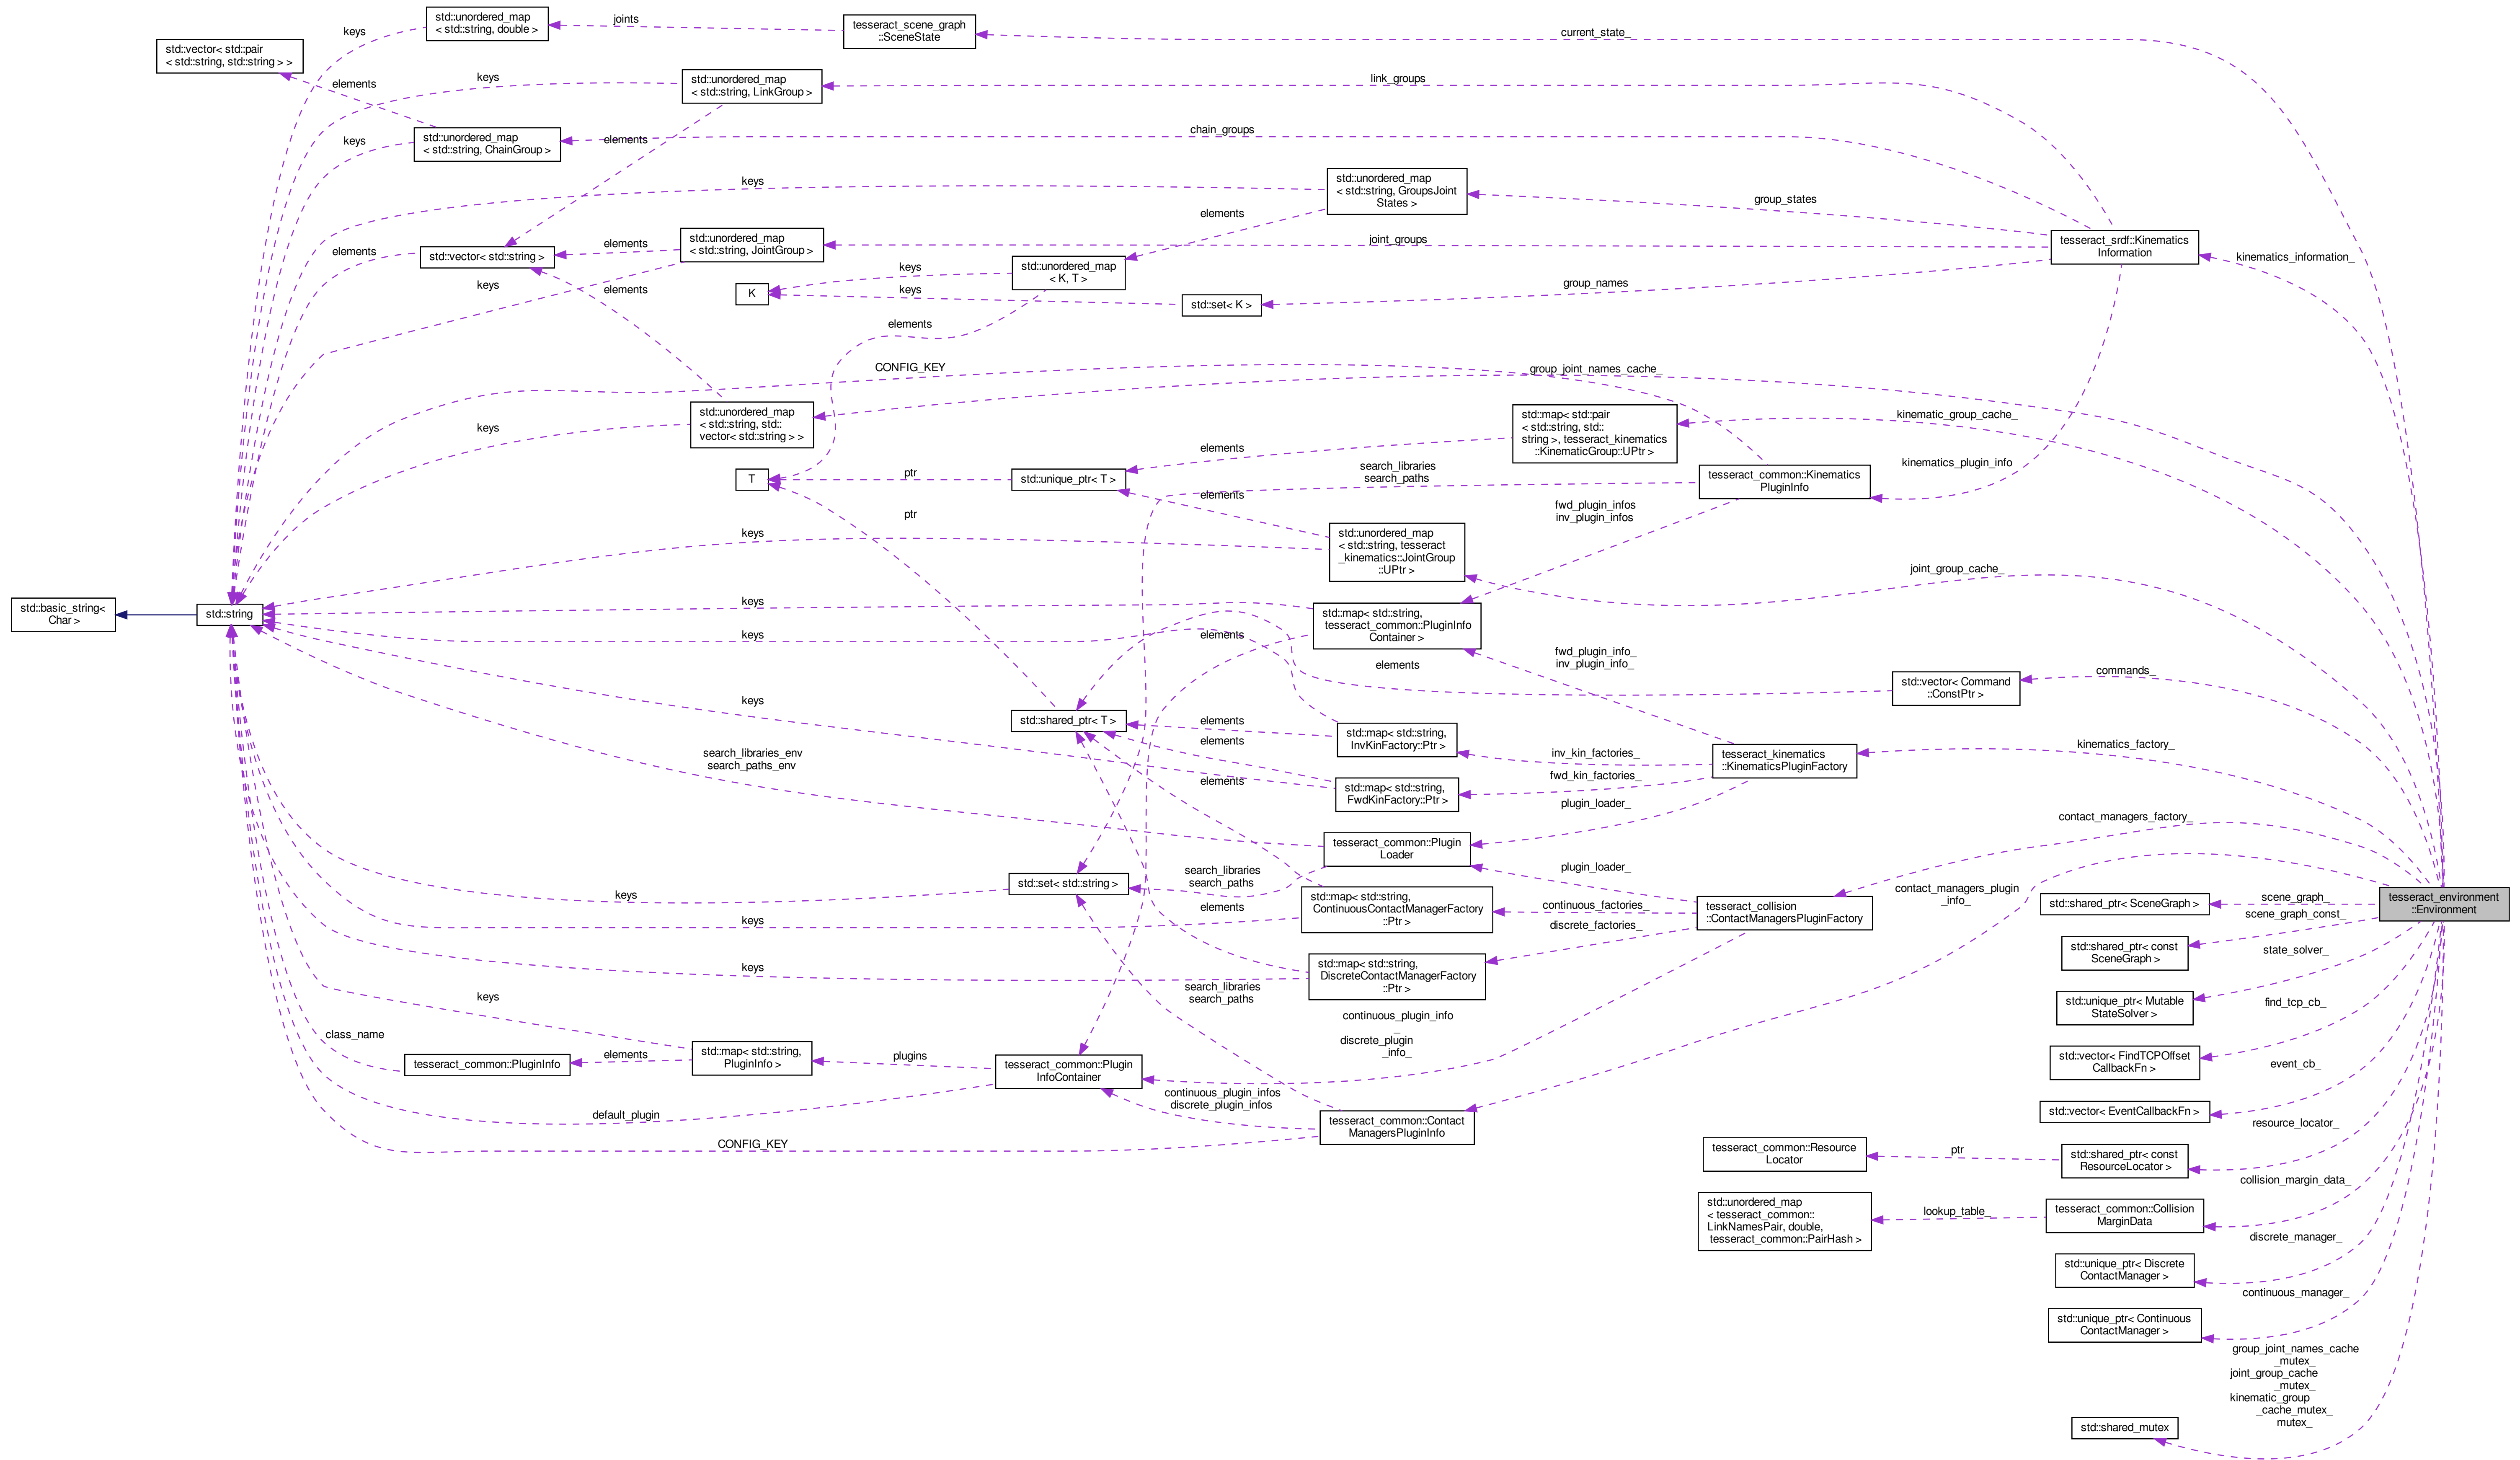 std::unordered_map
< std::string, double >
joints
tesseract_scene_graph
::SceneState
current_state_
keys
std::vector< std::pair
< std::string, std::string > >
elements
std::unordered_map
< std::string, LinkGroup >
keys
link_groups
std::unordered_map
< std::string, ChainGroup >
keys
elements
chain_groups
std::unordered_map
< std::string, GroupsJoint
States >
keys
elements
group_states
std::vector< std::string >
elements
elements
std::unordered_map
< std::string, JointGroup >
keys
joint_groups
tesseract_srdf::Kinematics
Information
kinematics_information_
std::unordered_map
< K, T >
keys
K
keys
std::set< K >
group_names
elements
elements
CONFIG_KEY
group_joint_names_cache_
std::unordered_map
< std::string, std::
vector< std::string > >
keys
std::map< std::pair
< std::string, std::
string >, tesseract_kinematics
::KinematicGroup::UPtr >
kinematic_group_cache_
elements
T
ptr
std::unique_ptr< T >
search_libraries
search_paths
tesseract_common::Kinematics
PluginInfo
kinematics_plugin_info
elements
ptr
fwd_plugin_infos
inv_plugin_infos
keys
std::unordered_map
< std::string, tesseract
_kinematics::JointGroup
::UPtr >
joint_group_cache_
std::basic_string<
Char >
std::string
keys
keys
std::map< std::string,
tesseract_common::PluginInfo
Container >
elements
fwd_plugin_info_
inv_plugin_info_
elements
std::vector< Command
::ConstPtr >
commands_
std::shared_ptr< T >
keys
elements
std::map< std::string,
InvKinFactory::Ptr >
inv_kin_factories_
tesseract_kinematics
::KinematicsPluginFactory
kinematics_factory_
search_libraries_env
search_paths_env
elements
elements
std::map< std::string,
FwdKinFactory::Ptr >
fwd_kin_factories_
plugin_loader_
tesseract_common::Plugin
Loader
contact_managers_factory_
std::set< std::string >
keys
search_libraries
search_paths
plugin_loader_
elements
keys
std::map< std::string,
ContinuousContactManagerFactory
::Ptr >
continuous_factories_
discrete_factories_
tesseract_collision
::ContactManagersPluginFactory
contact_managers_plugin
_info_
std::shared_ptr< SceneGraph >
scene_graph_
scene_graph_const_
tesseract_environment
::Environment
keys
std::map< std::string,
DiscreteContactManagerFactory
::Ptr >
std::shared_ptr< const
SceneGraph >
state_solver_
keys
search_libraries
search_paths
std::unique_ptr< Mutable
StateSolver >
find_tcp_cb_
continuous_plugin_info
_
discrete_plugin
_info_
class_name
tesseract_common::PluginInfo
elements
std::map< std::string,
PluginInfo >
plugins
tesseract_common::Plugin
InfoContainer
std::vector< FindTCPOffset
CallbackFn >
event_cb_
default_plugin
continuous_plugin_infos
discrete_plugin_infos
std::vector< EventCallbackFn >
CONFIG_KEY
tesseract_common::Contact
ManagersPluginInfo
resource_locator_
tesseract_common::Resource
Locator
ptr
std::shared_ptr< const
ResourceLocator >
collision_margin_data_
std::unordered_map
< tesseract_common::
LinkNamesPair, double,
tesseract_common::PairHash >
lookup_table_
tesseract_common::Collision
MarginData
discrete_manager_
std::unique_ptr< Discrete
ContactManager >
continuous_manager_
std::unique_ptr< Continuous
ContactManager >
group_joint_names_cache
_mutex_
joint_group_cache
_mutex_
kinematic_group
_cache_mutex_
mutex_
std::shared_mutex